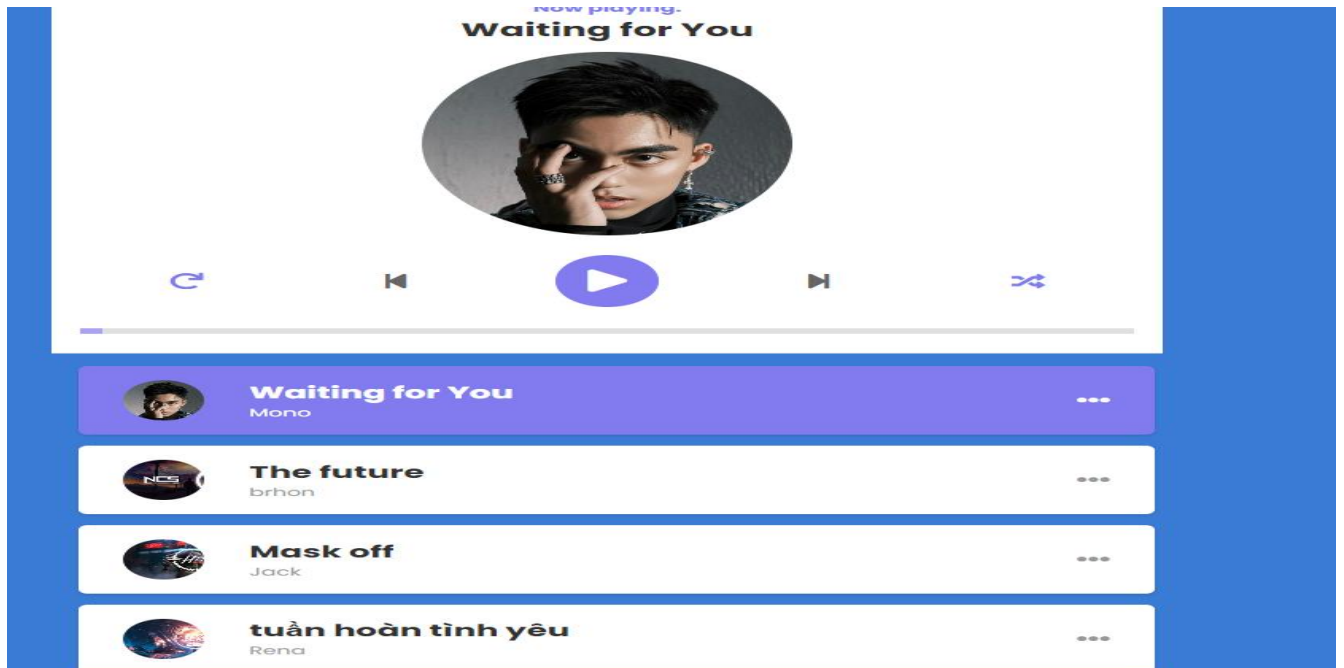 Now playing:
Waiting for You
Waiting for You
Mono
NCS
The future
brhon
Mask off
Jack
tuần hoàn tình yêu
Rena